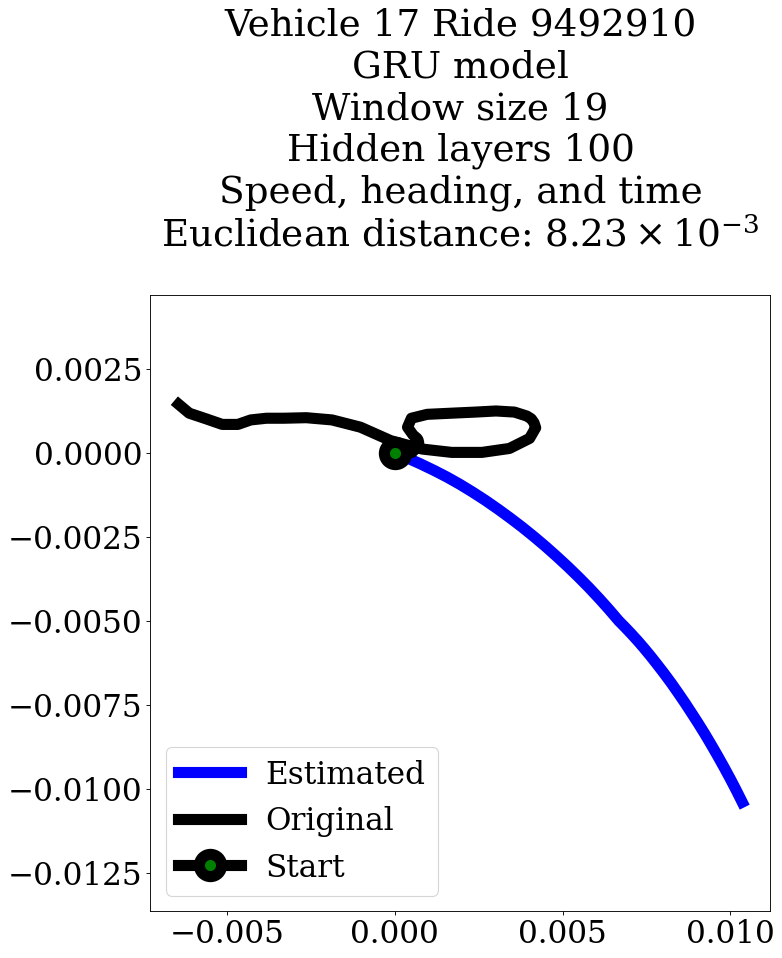 Vehicle 17 Ride 9492910
GRU model
Window size 19
Hidden layers 100
Speed, heading, and time
Euclidean distance: 8.23 × 10⁻³
0.0025
0.0000
−0.0025
−0.0050
−0.0075
−0.0100
−0.0125
Estimated
Original
Start
−0.005 0.000 0.005 0.010